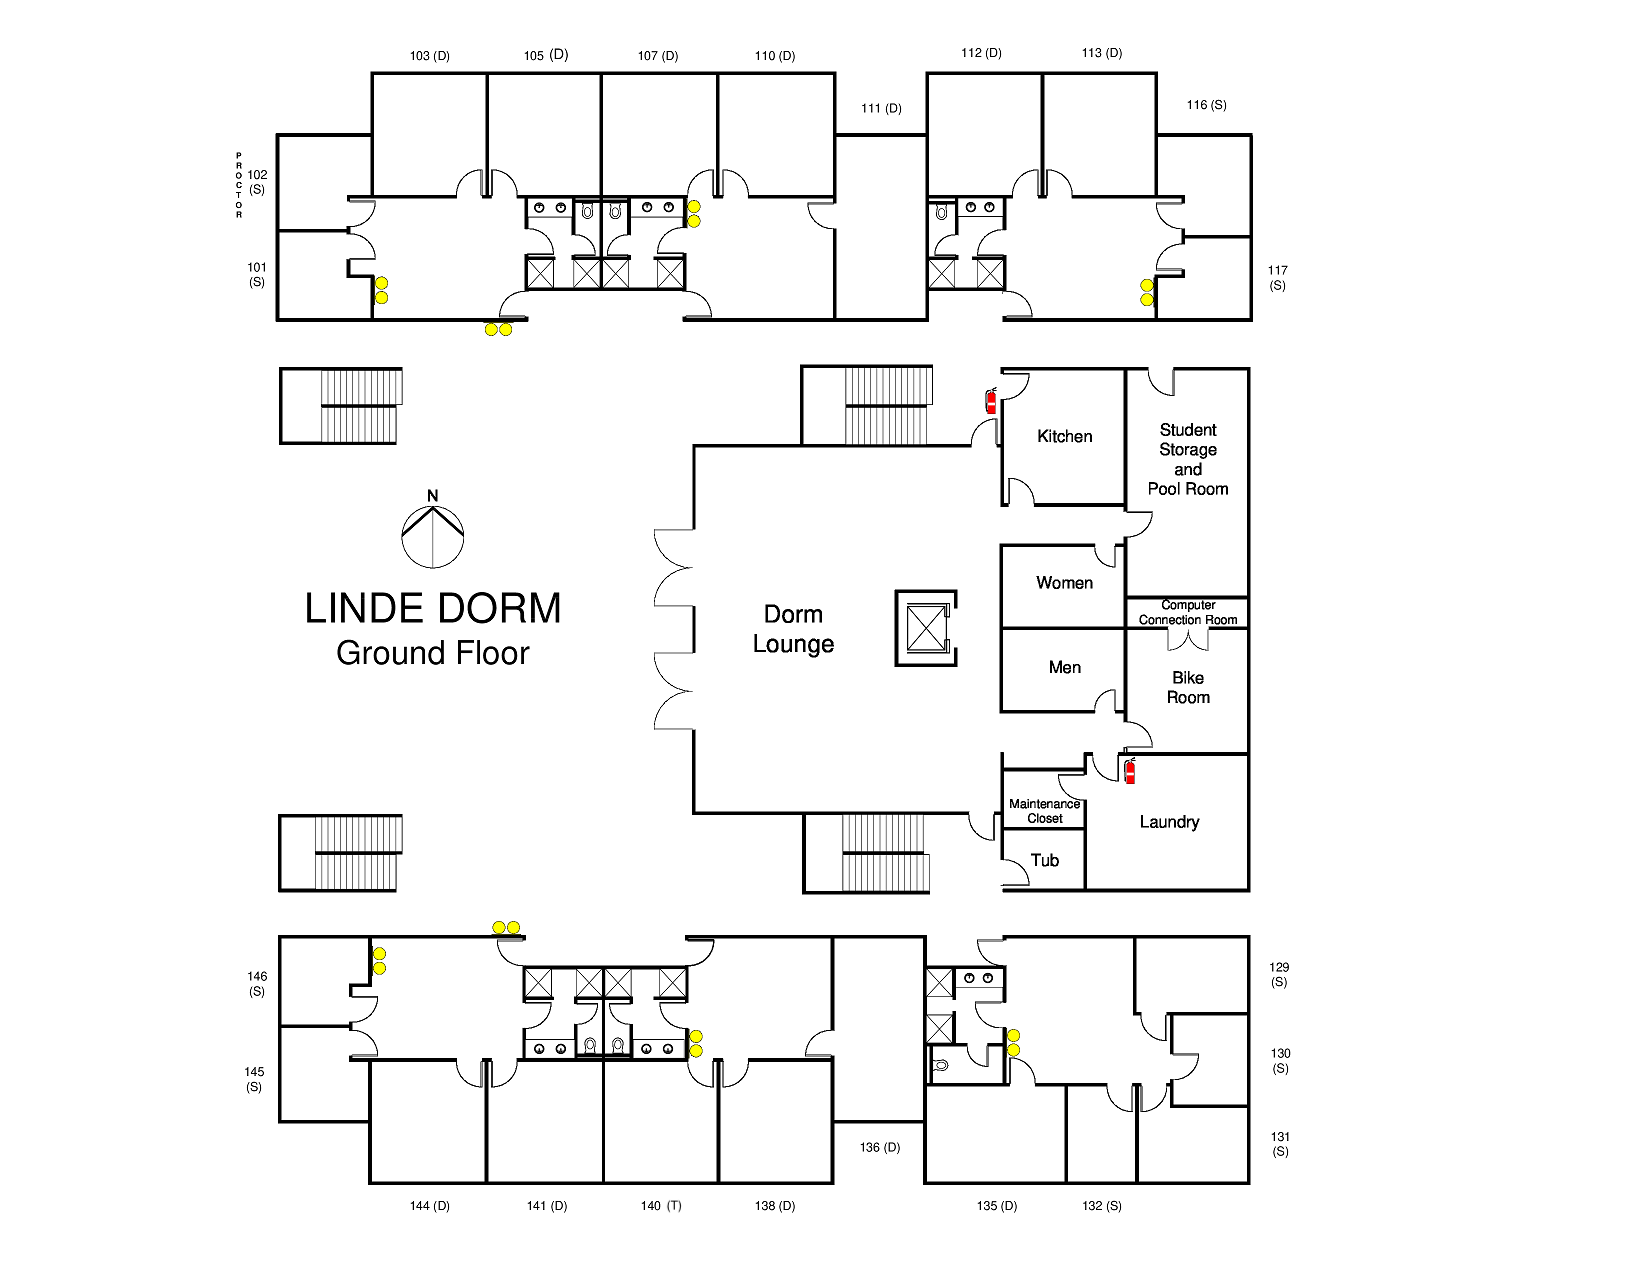 103 (D)
105 (D)
107 (D)
110 (D)
112 (D)
113 (D)
111 (D)
116 (S)
PROCTOR
102
(S)
101
(S)
117
(S)
Kitchen
Student
Storage
and
Pool Room
N
LINDE DORM
Ground Floor
Dorm
Lounge
Women
Computer
Connection Room
Men
Bike
Room
Maintenance
Closet
Laundry
Tub
146
(S)
129
(S)
145
(S)
130
(S)
131
(S)
136 (D)
144 (D)
141 (D)
140 (T)
138 (D)
135 (D)
132 (S)